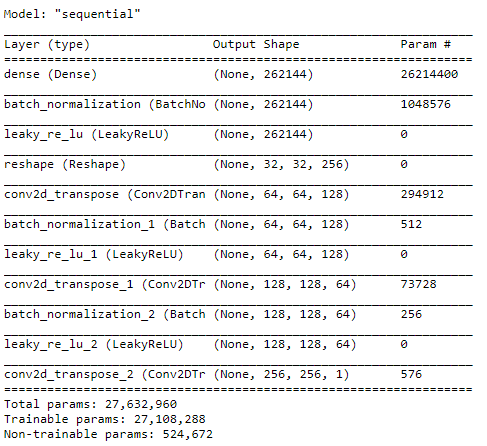 Model: "sequential"
Layer (type) Output Shape Param #
dense (Dense) (None, 262144) 26214400
batch_normalization (BatchNo (None, 262144) 1048576
leaky_re_lu (LeakyReLU) (None, 262144) 0
reshape (Reshape) (None, 32, 32, 256) 0
conv2d_transpose (Conv2DTran (None, 64, 64, 128) 294912
batch_normalization_1 (Batch (None, 64, 64, 128) 512
leaky_re_lu_1 (LeakyReLU) (None, 64, 64, 128) 0
conv2d_transpose_1 (Conv2DTr (None, 128, 128, 64) 73728
batch_normalization_2 (Batch (None, 128, 128, 64) 256
leaky_re_lu_2 (LeakyReLU) (None, 128, 128, 64) 0
conv2d_transpose_2 (Conv2DTr (None, 256, 256, 1) 576
Total params: 27,632,960
Trainable params: 27,108,288
Non-trainable params: 524,672